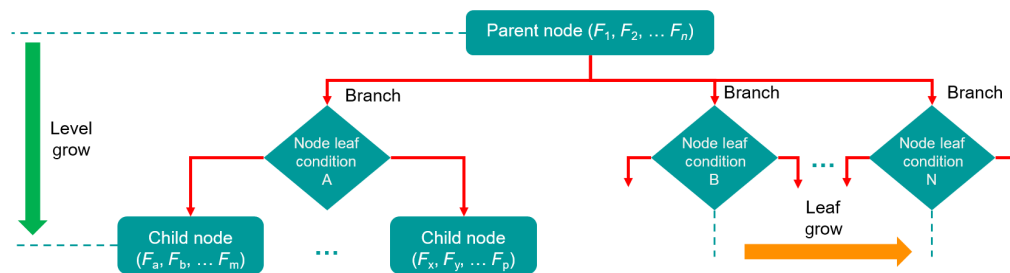 Parent node (F1, F2, … Fn)
Branch
Branch
Branch
Level
grow
Node leaf
condition
A
Node leaf
condition
B
…
Node leaf
condition
N
Leaf
grow
Child node
(Fa, Fb, … Fm)
…
Child node
(Fx, Fy, … Fp)